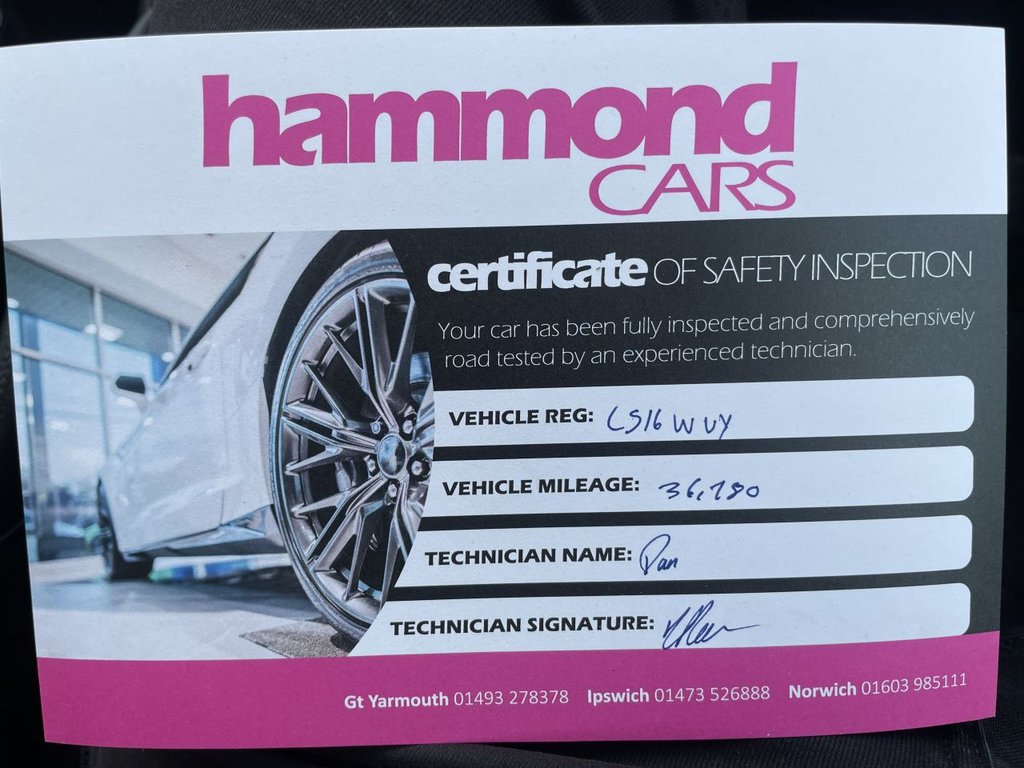 hammond
CARS
certificate OF SAFETY INSPECTION
Your car has been fully inspected and comprehensively
road tested by an experienced technician.
VEHICLE REG: LS16 WUY
VEHICLE MILEAGE: 36,780
TECHNICIAN NAME: Dan
TECHNICIAN SIGNATURE:
Gt Yarmouth 01493 278378 Ipswich 01473 526888 Norwich 01603 985111